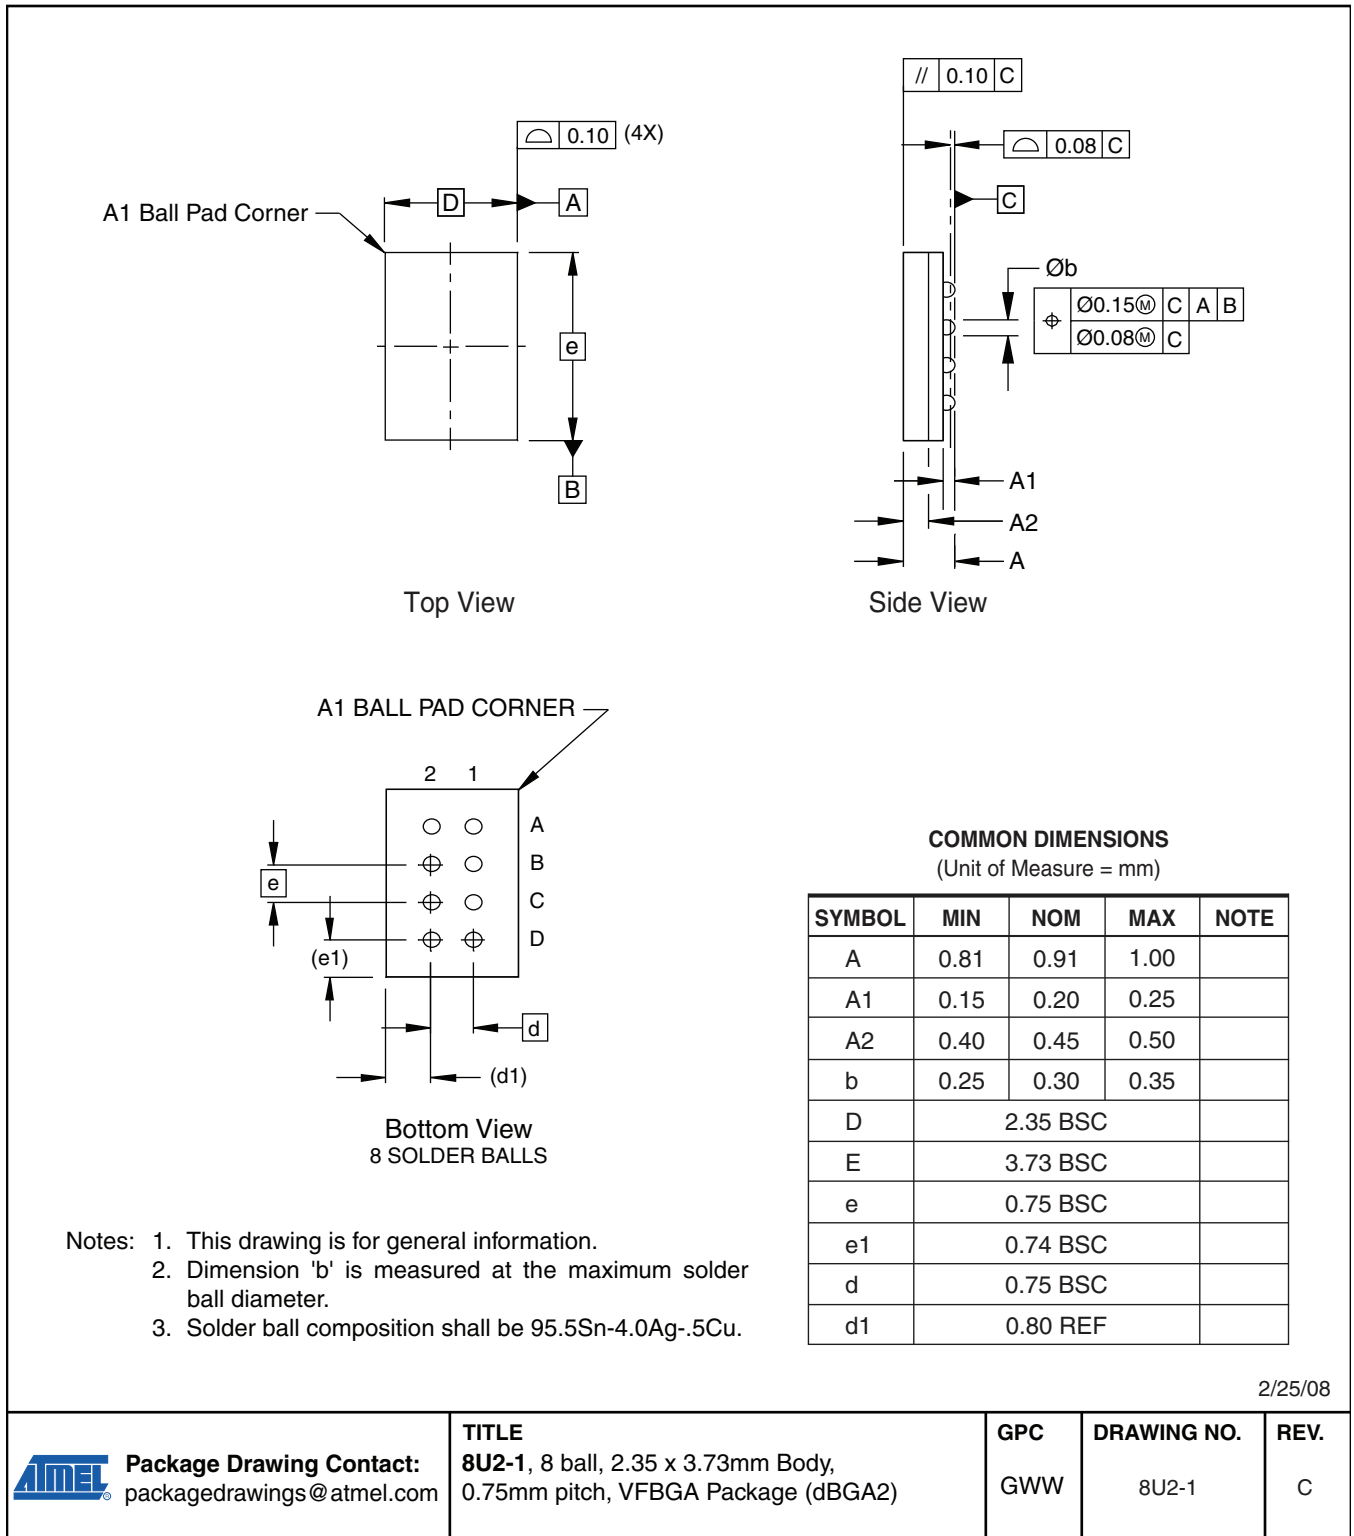 // 0.10 C
⌓ 0.10 (4X)
⌓ 0.08 C
A1 Ball Pad Corner
D
A
C
Øb
⌖ Ø0.15Ⓜ C A B
Ø0.08Ⓜ C
e
B
A1
A2
A
Top View
Side View
A1 BALL PAD CORNER
2 1
A
B
C
D
e
(e1)
d
(d1)
Bottom View
8 SOLDER BALLS
COMMON DIMENSIONS
(Unit of Measure = mm)
SYMBOL MIN NOM MAX NOTE
A 0.81 0.91 1.00
A1 0.15 0.20 0.25
A2 0.40 0.45 0.50
b 0.25 0.30 0.35
D 2.35 BSC
E 3.73 BSC
e 0.75 BSC
e1 0.74 BSC
d 0.75 BSC
d1 0.80 REF
Notes: 1. This drawing is for general information.
2. Dimension 'b' is measured at the maximum solder
ball diameter.
3. Solder ball composition shall be 95.5Sn-4.0Ag-.5Cu.
2/25/08
ATMEL ®
Package Drawing Contact:
packagedrawings@atmel.com
TITLE
8U2-1, 8 ball, 2.35 x 3.73mm Body,
0.75mm pitch, VFBGA Package (dBGA2)
GPC
GWW
DRAWING NO.
8U2-1
REV.
C